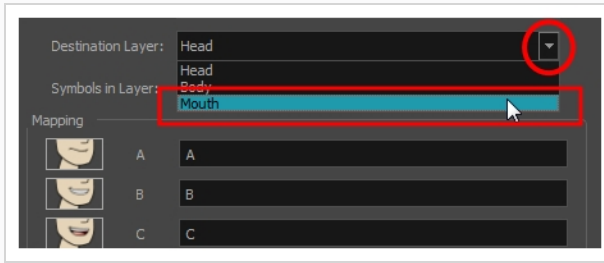 Destination Layer: Head
Head
Symbols in Layer: Body
Mouth
Mapping
A A
B B
C C